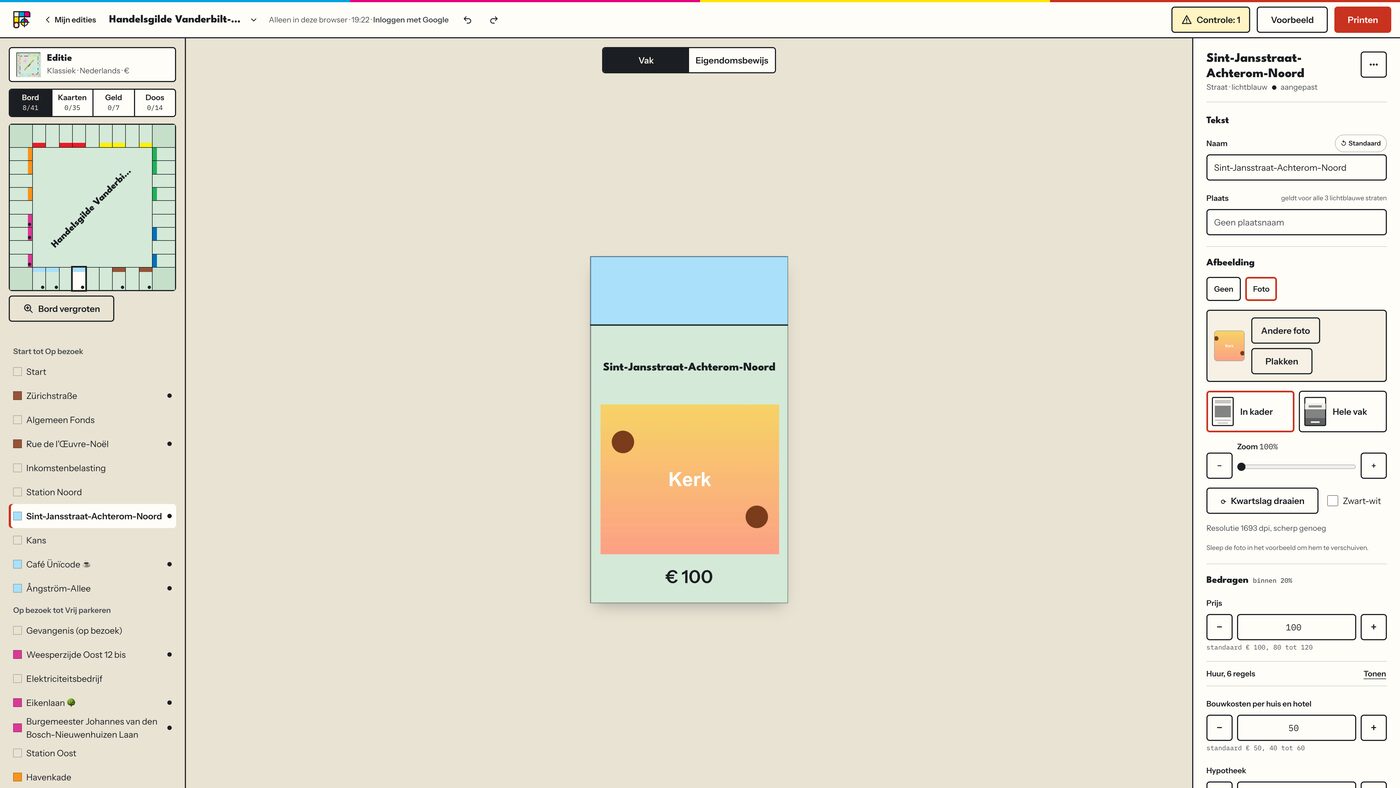 Mijn edities
Handelsgilde Vanderbilt-...
Alleen in deze browser · 19:22 · Inloggen met Google
Controle: 1
Voorbeeld
Printen
Editie
Klassiek · Nederlands · €
Bord
8/41
Kaarten
0/35
Geld
0/7
Doos
0/14
Handelsgilde Vanderbi...
Bord vergroten
Start tot Op bezoek
Start
Zürichstraße
Algemeen Fonds
Rue de l'Œuvre-Noël
Inkomstenbelasting
Station Noord
Sint-Jansstraat-Achterom-Noord
Kans
Café Ünicode ☕
Ångström-Allee
Op bezoek tot Vrij parkeren
Gevangenis (op bezoek)
Weesperzijde Oost 12 bis
Elektriciteitsbedrijf
Eikenlaan 🌳
Burgemeester Johannes van den
Bosch-Nieuwenhuizen Laan
Station Oost
Havenkade
Vak
Eigendomsbewijs
Sint-Jansstraat-Achterom-Noord
Kerk
€ 100
Sint-Jansstraat-
Achterom-Noord
Straat · lichtblauw ● aangepast
Tekst
Naam
Standaard
Sint-Jansstraat-Achterom-Noord
Plaats
geldt voor alle 3 lichtblauwe straten
Geen plaatsnaam
Afbeelding
Geen
Foto
Andere foto
Plakken
In kader
Hele vak
Zoom 100%
−
+
Kwartslag draaien
Zwart-wit
Resolutie 1693 dpi, scherp genoeg
Sleep de foto in het voorbeeld om hem te verschuiven.
Bedragen binnen 20%
Prijs
−
100
+
standaard € 100, 80 tot 120
Huur, 6 regels
Tonen
Bouwkosten per huis en hotel
−
50
+
standaard € 50, 40 tot 60
Hypotheek